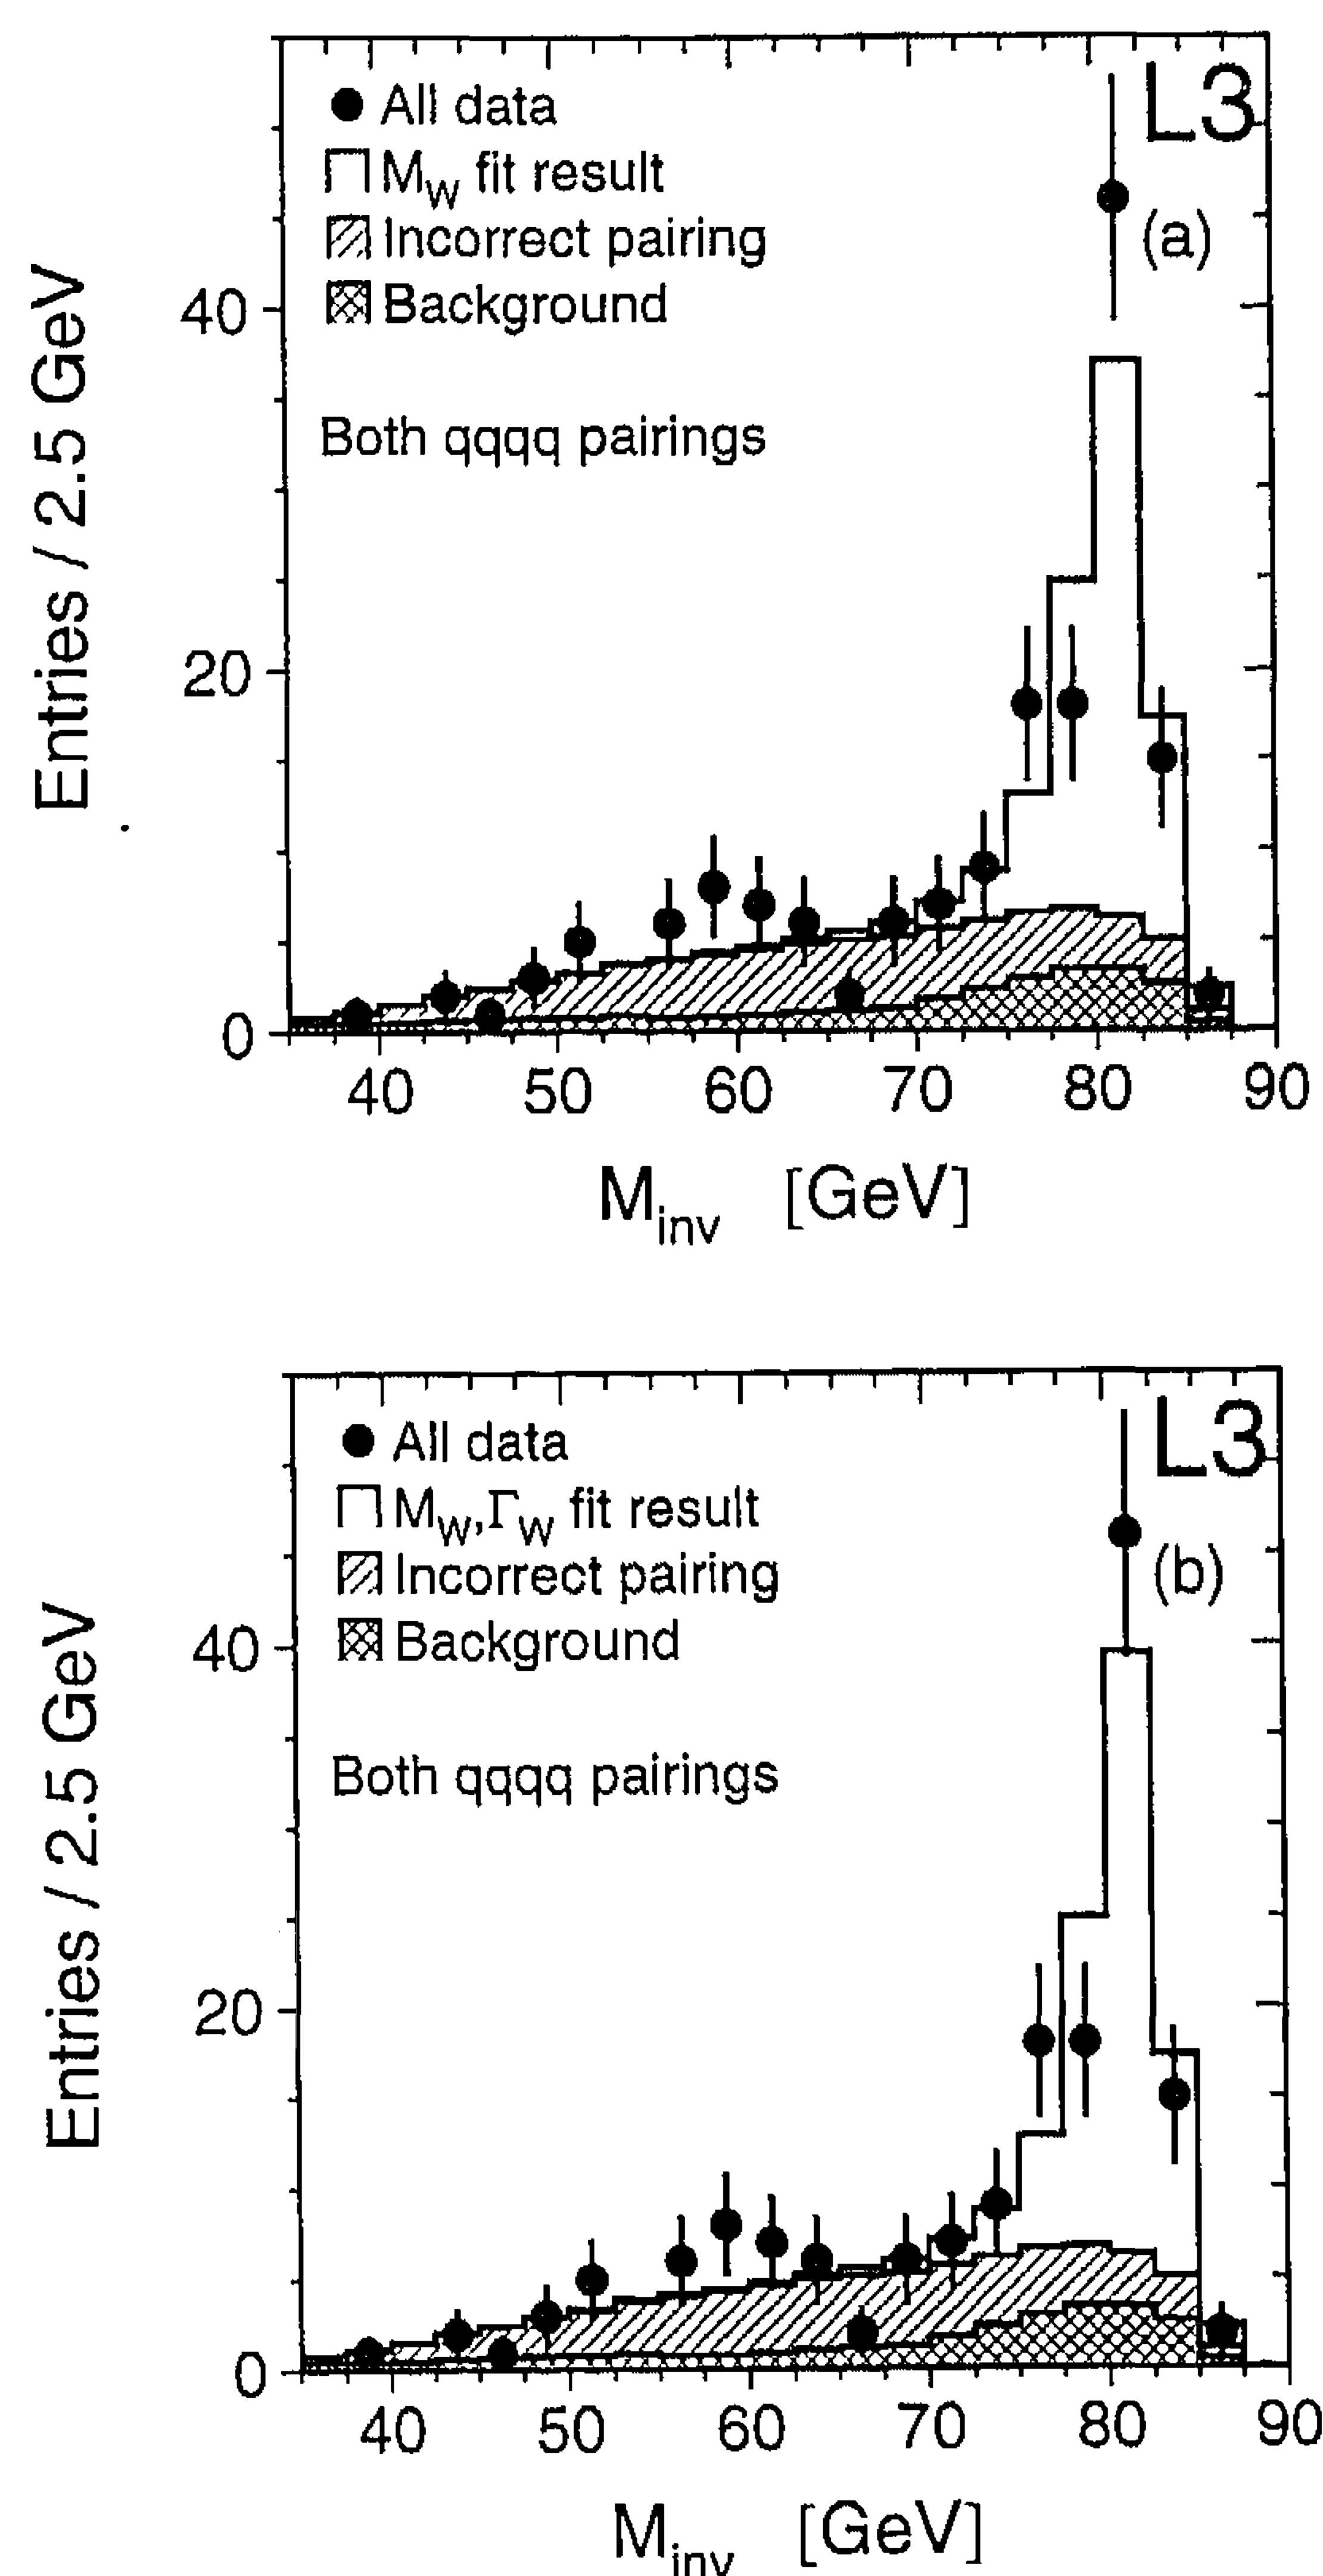 L3
All data
M_W fit result
Incorrect pairing
Background
(a)
Both qqqq pairings
Entries / 2.5 GeV
40
20
0
40 50 60 70 80 90
M_inv [GeV]
L3
All data
M_W,Γ_W fit result
Incorrect pairing
Background
(b)
Both qqqq pairings
Entries / 2.5 GeV
40
20
0
40 50 60 70 80 90
M_inv [GeV]